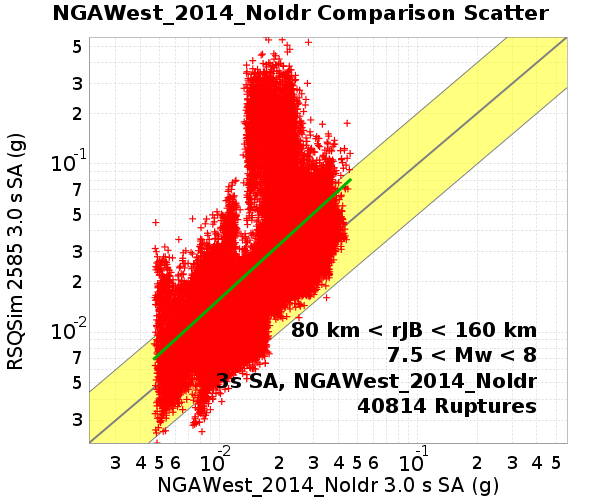 NGAWest_2014_NoIdr Comparison Scatter
RSQSim 2585 3.0 s SA (g)
5
3
2
10-1
7
5
3
2
10-2
7
5
3
80 km < rJB < 160 km
7.5 < Mw < 8
3s SA, NGAWest_2014_NoIdr
40814 Ruptures
3 4 5 6 10-2 2 3 4 5 6 10-1 2 3 4 5
NGAWest_2014_NoIdr 3.0 s SA (g)